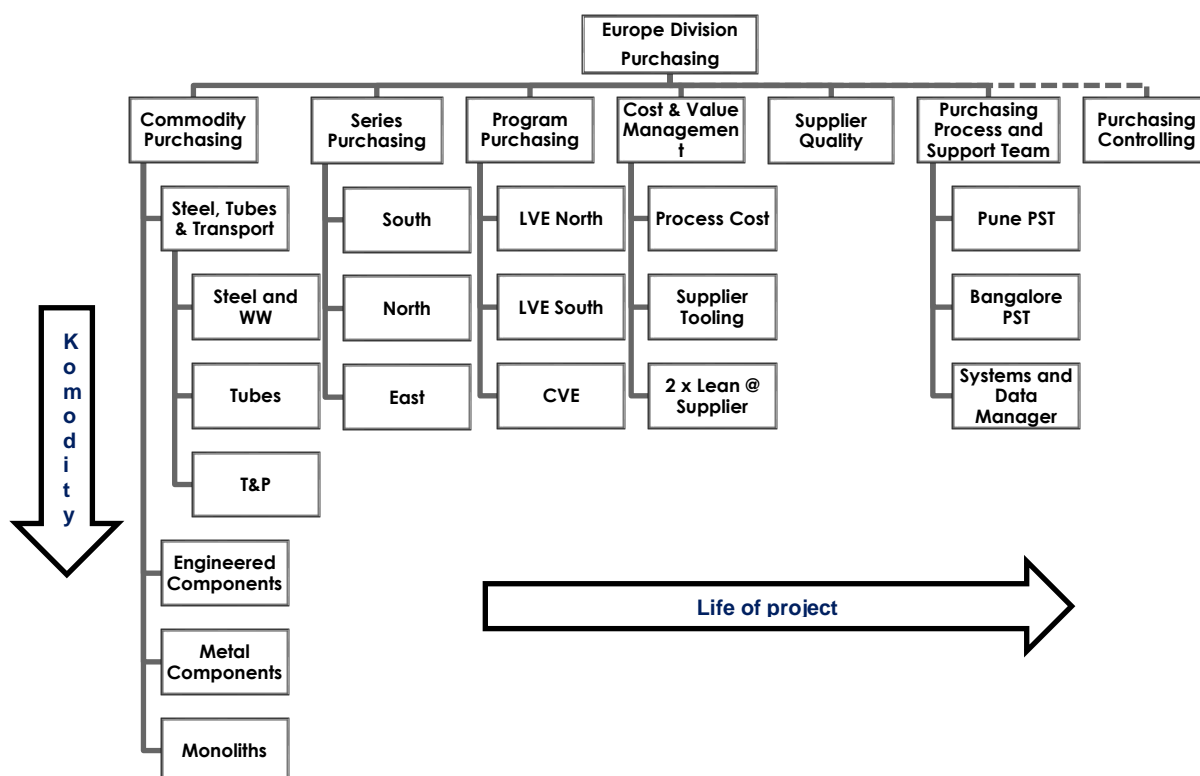 Europe Division
Purchasing
Commodity
Purchasing
Series
Purchasing
Program
Purchasing
Cost & Value
Managemen
t
Supplier
Quality
Purchasing
Process and
Support Team
Purchasing
Controlling
Steel, Tubes
& Transport
South
LVE North
Process Cost
Pune PST
Steel and
WW
North
LVE South
Supplier
Tooling
Bangalore
PST
Tubes
East
CVE
2 x Lean @
Supplier
Systems and
Data
Manager
T&P
Engineered
Components
Metal
Components
Monoliths
K
o
m
o
d
i
t
y
Life of project